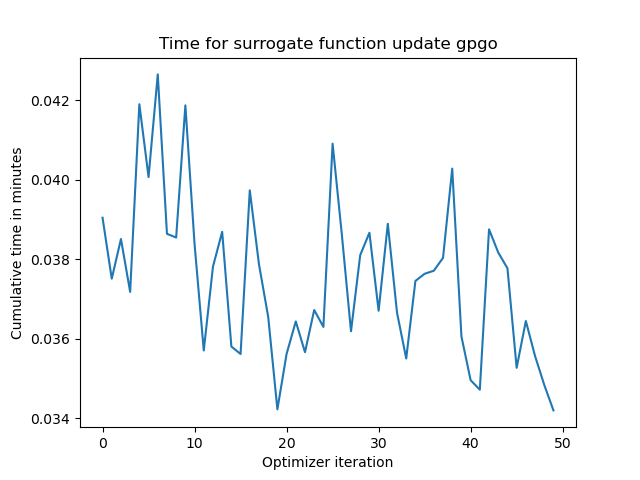 Time for surrogate function update gpgo
Cumulative time in minutes
0.042
0.040
0.038
0.036
0.034
0 10 20 30 40 50
Optimizer iteration